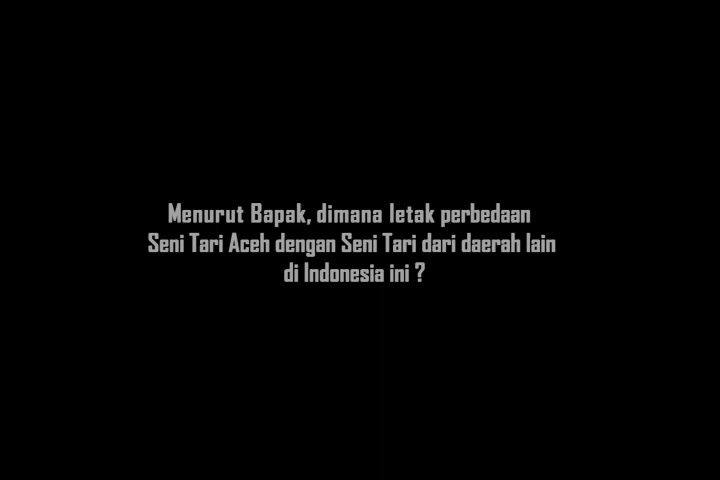 Menurut Bapak, dimana letak perbedaan
Seni Tari Aceh dengan Seni Tari dari daerah lain
di Indonesia ini ?